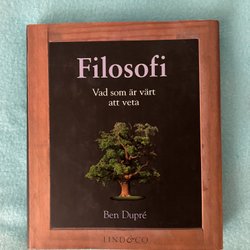 Filosofi
Vad som är värt
att veta
Ben Dupré
LIND&CO